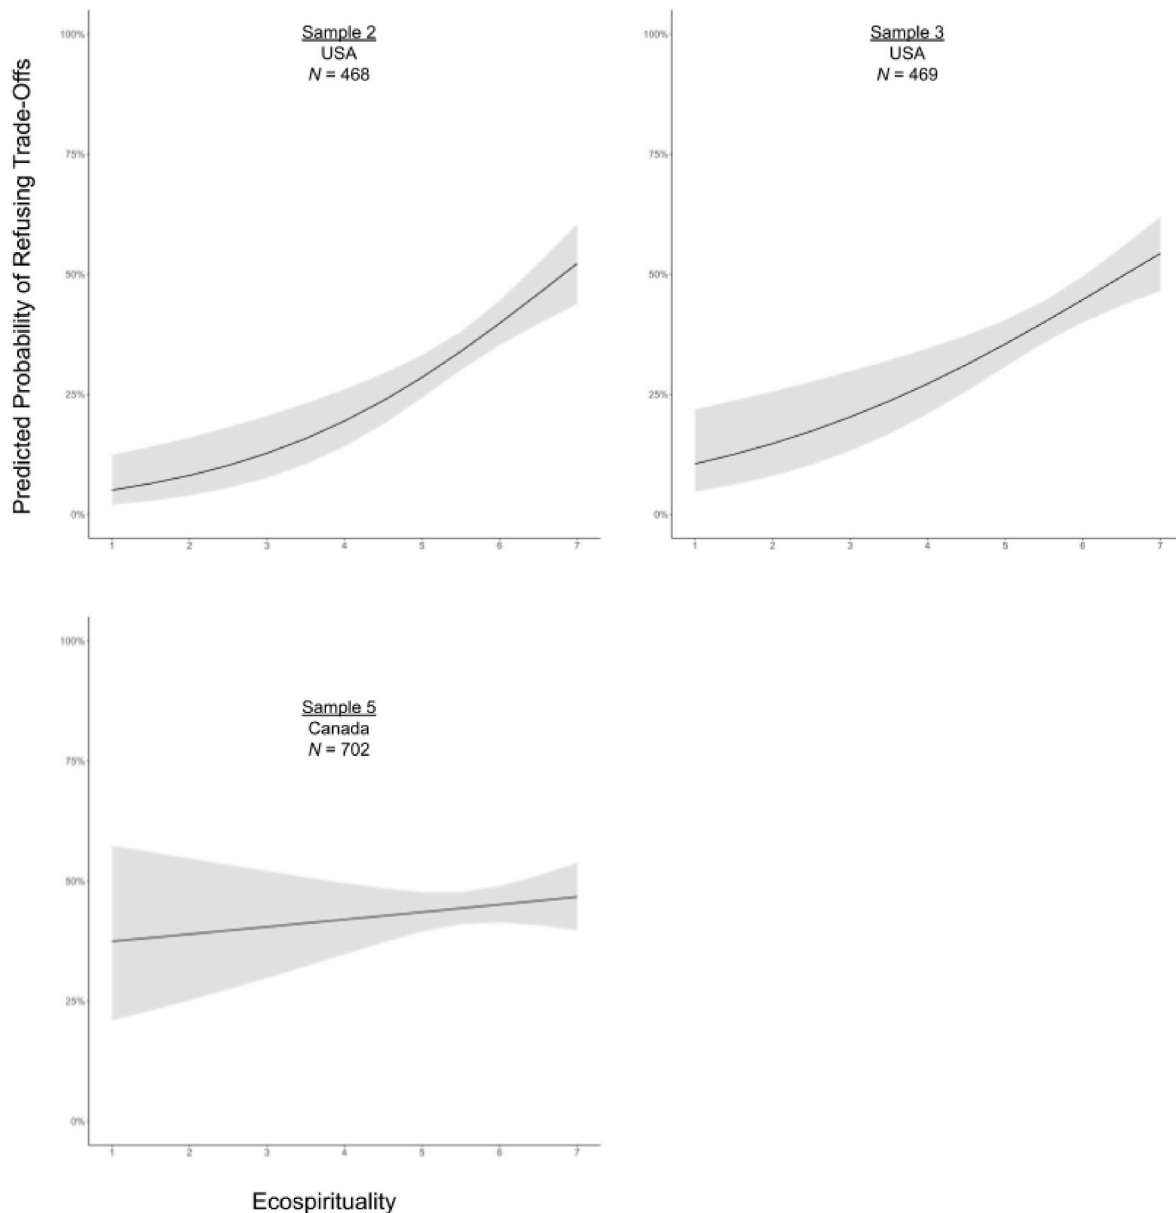 Predicted Probability of Refusing Trade-Offs
Sample 2
USA
N = 468
100%
75%
50%
25%
0%
1 2 3 4 5 6 7
Sample 3
USA
N = 469
100%
75%
50%
25%
0%
1 2 3 4 5 6 7
Sample 5
Canada
N = 702
100%
75%
50%
25%
0%
1 2 3 4 5 6 7
Ecospirituality